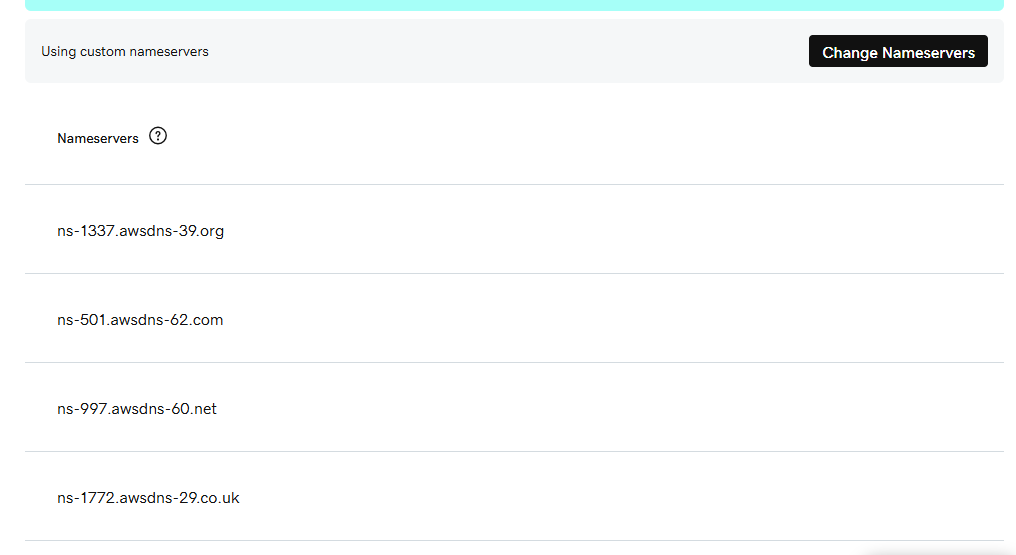 Using custom nameservers
Change Nameservers
Nameservers
ns-1337.awsdns-39.org
ns-501.awsdns-62.com
ns-997.awsdns-60.net
ns-1772.awsdns-29.co.uk